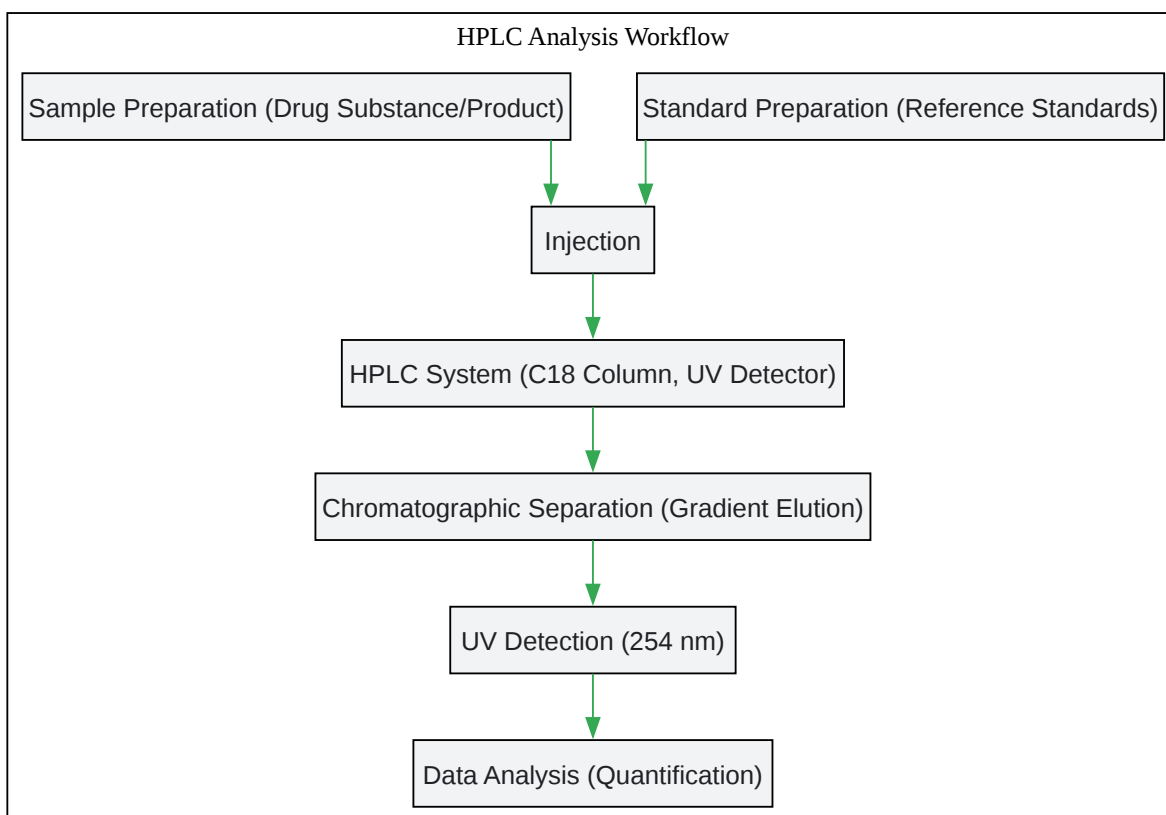 HPLC Analysis Workflow
Sample Preparation (Drug Substance/Product)
Standard Preparation (Reference Standards)
Injection
HPLC System (C18 Column, UV Detector)
Chromatographic Separation (Gradient Elution)
UV Detection (254 nm)
Data Analysis (Quantification)